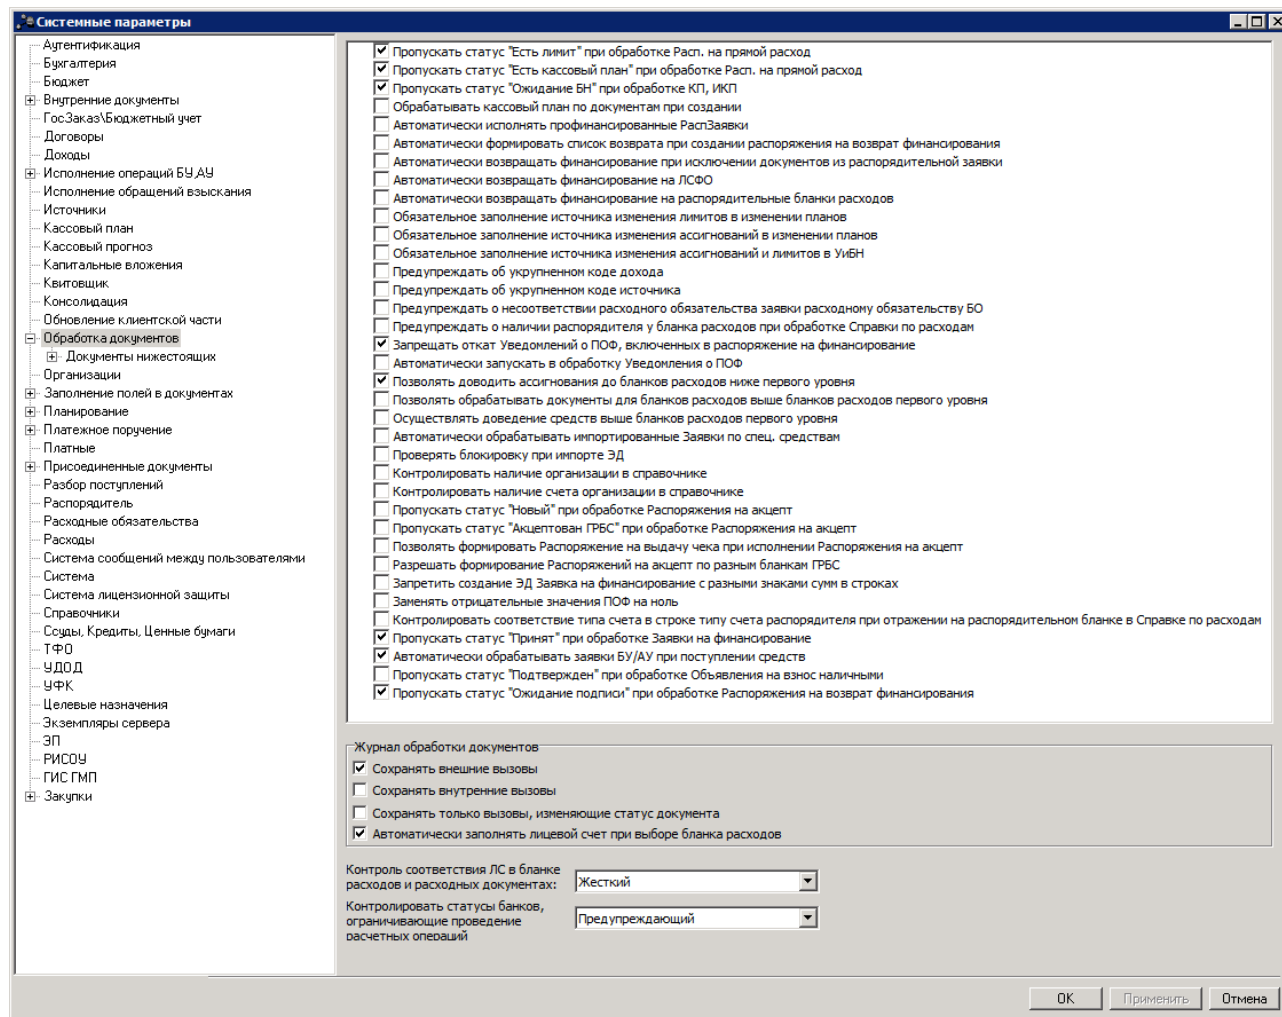 Системные параметры
Аутентификация
Бухгалтерия
Бюджет
Внутренние документы
ГосЗаказ\Бюджетный учет
Договоры
Доходы
Исполнение операций БУ,АУ
Исполнение обращений взыскания
Источники
Кассовый план
Кассовый прогноз
Капитальные вложения
Квитовщик
Консолидация
Обновление клиентской части
Обработка документов
Документы нижестоящих
Организации
Заполнение полей в документах
Планирование
Платежное поручение
Платные
Присоединенные документы
Разбор поступлений
Распорядитель
Расходные обязательства
Расходы
Система сообщений между пользователями
Система
Система лицензионной защиты
Справочники
Ссуды, Кредиты, Ценные бумаги
ТФО
УДОД
УФК
Целевые назначения
Экземпляры сервера
ЭП
РИСОУ
ГИС ГМП
Закупки
Пропускать статус "Есть лимит" при обработке Расп. на прямой расход
Пропускать статус "Есть кассовый план" при обработке Расп. на прямой расход
Пропускать статус "Ожидание БН" при обработке КП, ИКП
Обрабатывать кассовый план по документам при создании
Автоматически исполнять профинансированные РаспЗаявки
Автоматически формировать список возврата при создании распоряжения на возврат финансирования
Автоматически возвращать финансирование при исключении документов из распорядительной заявки
Автоматически возвращать финансирование на ЛСФО
Автоматически возвращать финансирование на распорядительные бланки расходов
Обязательное заполнение источника изменения лимитов в изменении планов
Обязательное заполнение источника изменения ассигнований в изменении планов
Обязательное заполнение источника изменения ассигнований и лимитов в УиБН
Предупреждать об укрупненном коде дохода
Предупреждать об укрупненном коде источника
Предупреждать о несоответствии расходного обязательства заявки расходному обязательству БО
Предупреждать о наличии распорядителя у бланка расходов при обработке Справки по расходам
Запрещать откат Уведомлений о ПОФ, включенных в распоряжение на финансирование
Автоматически запускать в обработку Уведомления о ПОФ
Позволять доводить ассигнования до бланков расходов ниже первого уровня
Позволять обрабатывать документы для бланков расходов выше бланков расходов первого уровня
Осуществлять доведение средств выше бланков расходов первого уровня
Автоматически обрабатывать импортированные Заявки по спец. средствам
Проверять блокировку при импорте ЭД
Контролировать наличие организации в справочнике
Контролировать наличие счета организации в справочнике
Пропускать статус "Новый" при обработке Распоряжения на акцепт
Пропускать статус "Акцептован ГРБС" при обработке Распоряжения на акцепт
Позволять формировать Распоряжение на выдачу чека при исполнении Распоряжения на акцепт
Разрешать формирование Распоряжений на акцепт по разным бланкам ГРБС
Запретить создание ЭД Заявка на финансирование с разными знаками сумм в строках
Заменять отрицательные значения ПОФ на ноль
Контролировать соответствие типа счета в строке типу счета распорядителя при отражении на распорядительном бланке в Справке по расходам
Пропускать статус "Принят" при обработке Заявки на финансирование
Автоматически обрабатывать заявки БУ/АУ при поступлении средств
Пропускать статус "Подтвержден" при обработке Объявления на взнос наличными
Пропускать статус "Ожидание подписи" при обработке Распоряжения на возврат финансирования
Журнал обработки документов
Сохранять внешние вызовы
Сохранять внутренние вызовы
Сохранять только вызовы, изменяющие статус документа
Автоматически заполнять лицевой счет при выборе бланка расходов
Контроль соответствия ЛС в бланке
расходов и расходных документах:
Жесткий
Контролировать статусы банков,
ограничивающие проведение
расчетных операций
Предупреждающий
OK
Применить
Отмена